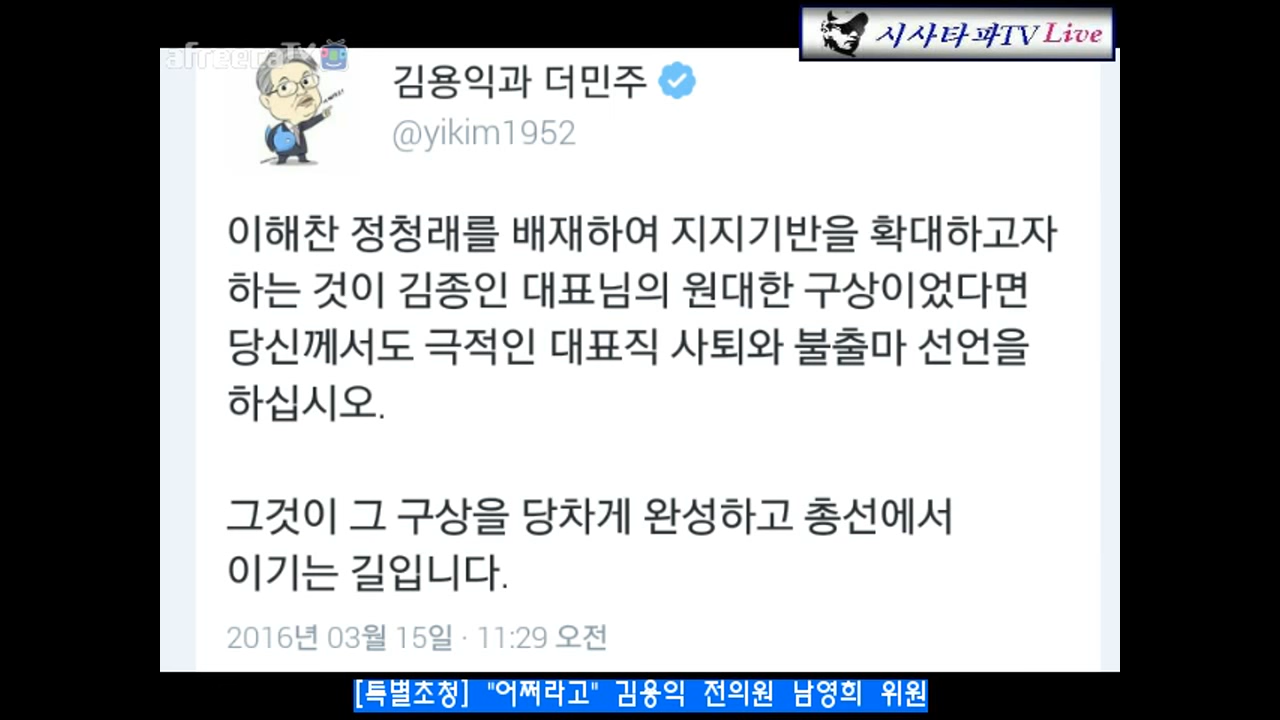 시사타파TV Live
afreecaTV
김용익과 더민주
@yikim1952
이해찬 정청래를 배재하여 지지기반을 확대하고자
하는 것이 김종인 대표님의 원대한 구상이었다면
당신께서도 극적인 대표직 사퇴와 불출마 선언을
하십시오.
그것이 그 구상을 당차게 완성하고 총선에서
이기는 길입니다.
2016년 03월 15일 · 11:29 오전
[특별초청] "어쩌라고" 김용익 전의원 남영희 위원